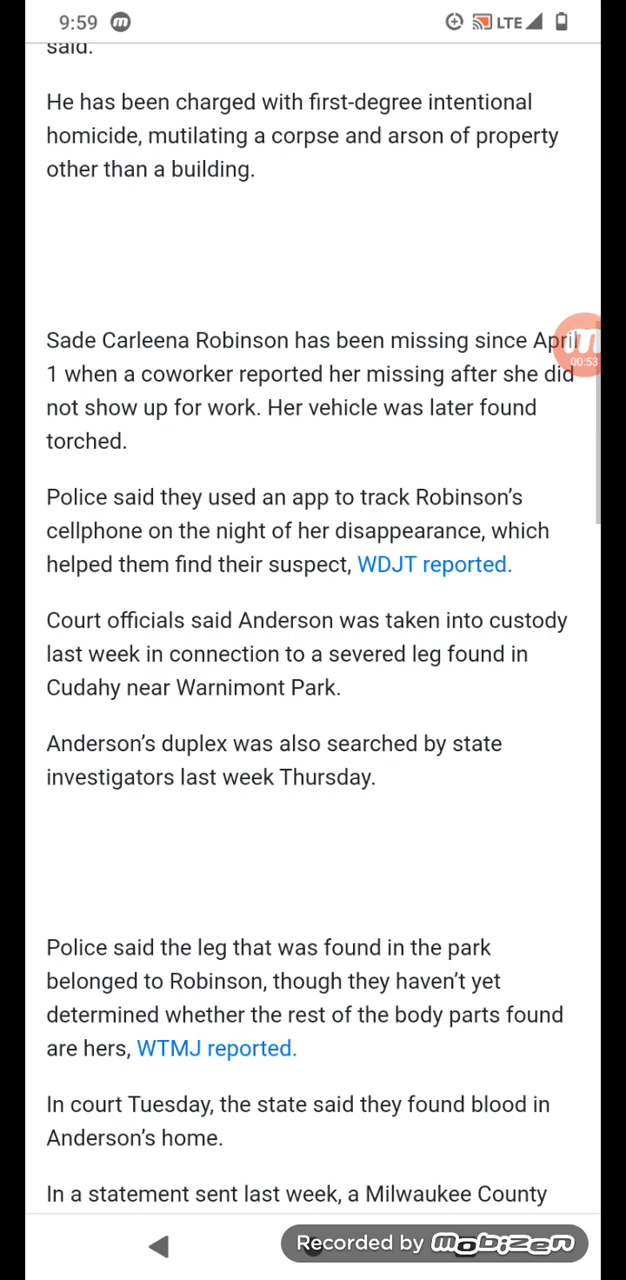 9:59
LTE
said.
He has been charged with first-degree intentional
homicide, mutilating a corpse and arson of property
other than a building.
Sade Carleena Robinson has been missing since April
1 when a coworker reported her missing after she did
not show up for work. Her vehicle was later found
torched.
00:53
Police said they used an app to track Robinson’s
cellphone on the night of her disappearance, which
helped them find their suspect, WDJT reported.
Court officials said Anderson was taken into custody
last week in connection to a severed leg found in
Cudahy near Warnimont Park.
Anderson’s duplex was also searched by state
investigators last week Thursday.
Police said the leg that was found in the park
belonged to Robinson, though they haven’t yet
determined whether the rest of the body parts found
are hers, WTMJ reported.
In court Tuesday, the state said they found blood in
Anderson’s home.
In a statement sent last week, a Milwaukee County
Recorded by mobizen